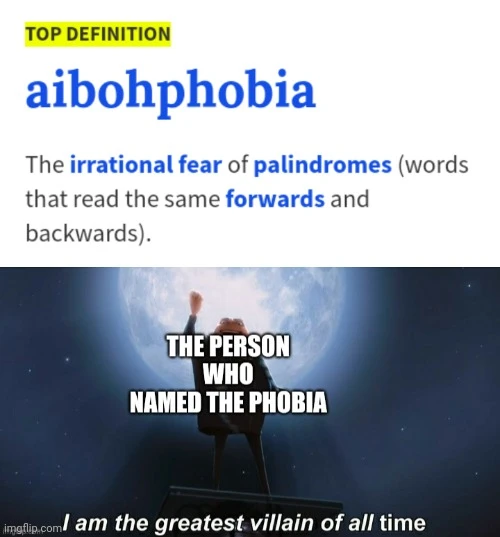 TOP DEFINITION
aibohphobia
The irrational fear of palindromes (words
that read the same forwards and
backwards).
THE PERSON
WHO
NAMED THE PHOBIA
I am the greatest villain of all time
imgflip.com